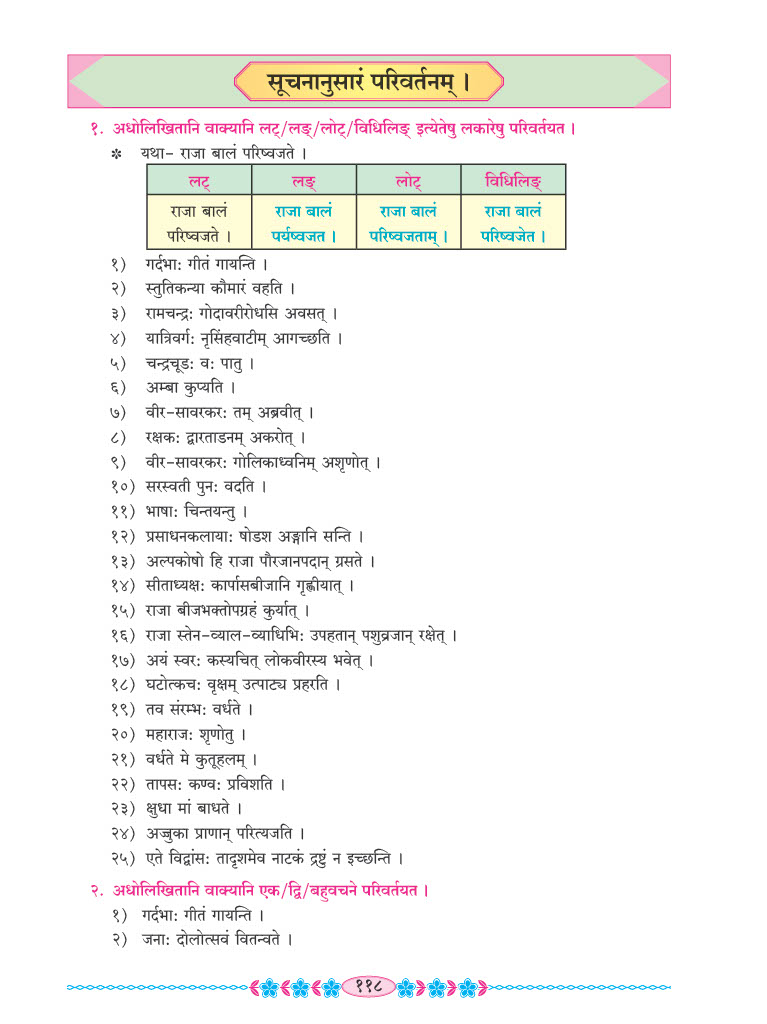 सूचनानुसारं परिवर्तनम् ।
१. अधोलिखितानि वाक्यानि लट्/लङ्/लोट्/विधिलिङ् इत्येतेषु लकारेषु परिवर्तयत ।
* यथा- राजा बालं परिष्वजते ।
लट् लङ् लोट् विधिलिङ्
राजा बालं राजा बालं राजा बालं राजा बालं
परिष्वजते । पर्यष्वजत । परिष्वजताम् । परिष्वजेत ।
१) गर्दभाः गीतं गायन्ति ।
२) स्तुतिकन्या कौमारं वहति ।
३) रामचन्द्रः गोदावरीरोधसि अवसत् ।
४) यात्रिवर्गः नृसिंहवाटीम् आगच्छति ।
५) चन्द्रचूडः वः पातु ।
६) अम्बा कुप्यति ।
७) वीर-सावरकरः तम् अब्रवीत् ।
८) रक्षकः द्वारताडनम् अकरोत् ।
९) वीर-सावरकरः गोलिकाध्वनिम् अशृणोत् ।
१०) सरस्वती पुनः वदति ।
११) भाषाः चिन्तयन्तु ।
१२) प्रसाधनकलायाः षोडश अङ्गानि सन्ति ।
१३) अल्पकोषो हि राजा पौरजानपदान् ग्रसते ।
१४) सीताध्यक्षः कार्पासबीजानि गृह्णीयात् ।
१५) राजा बीजभक्तोपग्रहं कुर्यात् ।
१६) राजा स्तेन-व्याल-व्याधिभिः उपहतान् पशुव्रजान् रक्षेत् ।
१७) अयं स्वरः कस्यचित् लोकवीरस्य भवेत् ।
१८) घटोत्कचः वृक्षम् उत्पाट्य प्रहरति ।
१९) तव संरम्भः वर्धते ।
२०) महाराजः शृणोतु ।
२१) वर्धते मे कुतूहलम् ।
२२) तापसः कण्वः प्रविशति ।
२३) क्षुधा मां बाधते ।
२४) अज्जुका प्राणान् परित्यजति ।
२५) एते विद्वांसः तादृशमेव नाटकं द्रष्टुं न इच्छन्ति ।
२. अधोलिखितानि वाक्यानि एक/द्वि/बहुवचने परिवर्तयत ।
१) गर्दभाः गीतं गायन्ति ।
२) जनाः दोलोत्सवं वितन्वते ।
११८